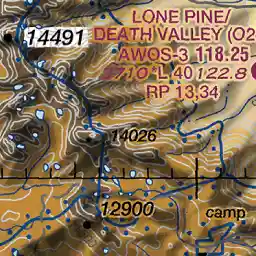 LONE PINE/
DEATH VALLEY (O2
AWOS-3 118.25
3710 *L 40 122.8
RP 13,34
14491
14026
12900
camp